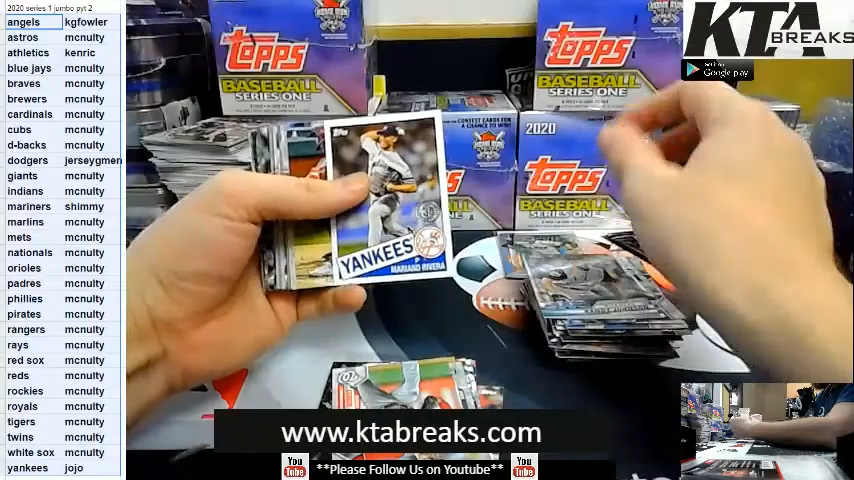 2020 series 1 jumbo pyt 2
angels kgfowler
astros mcnulty
athletics kenric
blue jays mcnulty
braves mcnulty
brewers mcnulty
cardinals mcnulty
cubs mcnulty
d-backs mcnulty
dodgers jerseygmen
giants mcnulty
indians mcnulty
mariners shimmy
marlins mcnulty
mets mcnulty
nationals mcnulty
orioles mcnulty
padres mcnulty
phillies mcnulty
pirates mcnulty
rangers mcnulty
rays mcnulty
red sox mcnulty
reds mcnulty
rockies mcnulty
royals mcnulty
tigers mcnulty
twins mcnulty
white sox mcnulty
yankees jojo
topps
BASEBALL
SERIES ONE
topps
BASEBALL
SERIES ONE
KTA
BREAKS
Google play
2020
topps
BASEBALL
SERIES ONE
topps
YANKEES
P
MARIANO RIVERA
www.ktabreaks.com
You Tube **Please Follow Us on Youtube** You Tube